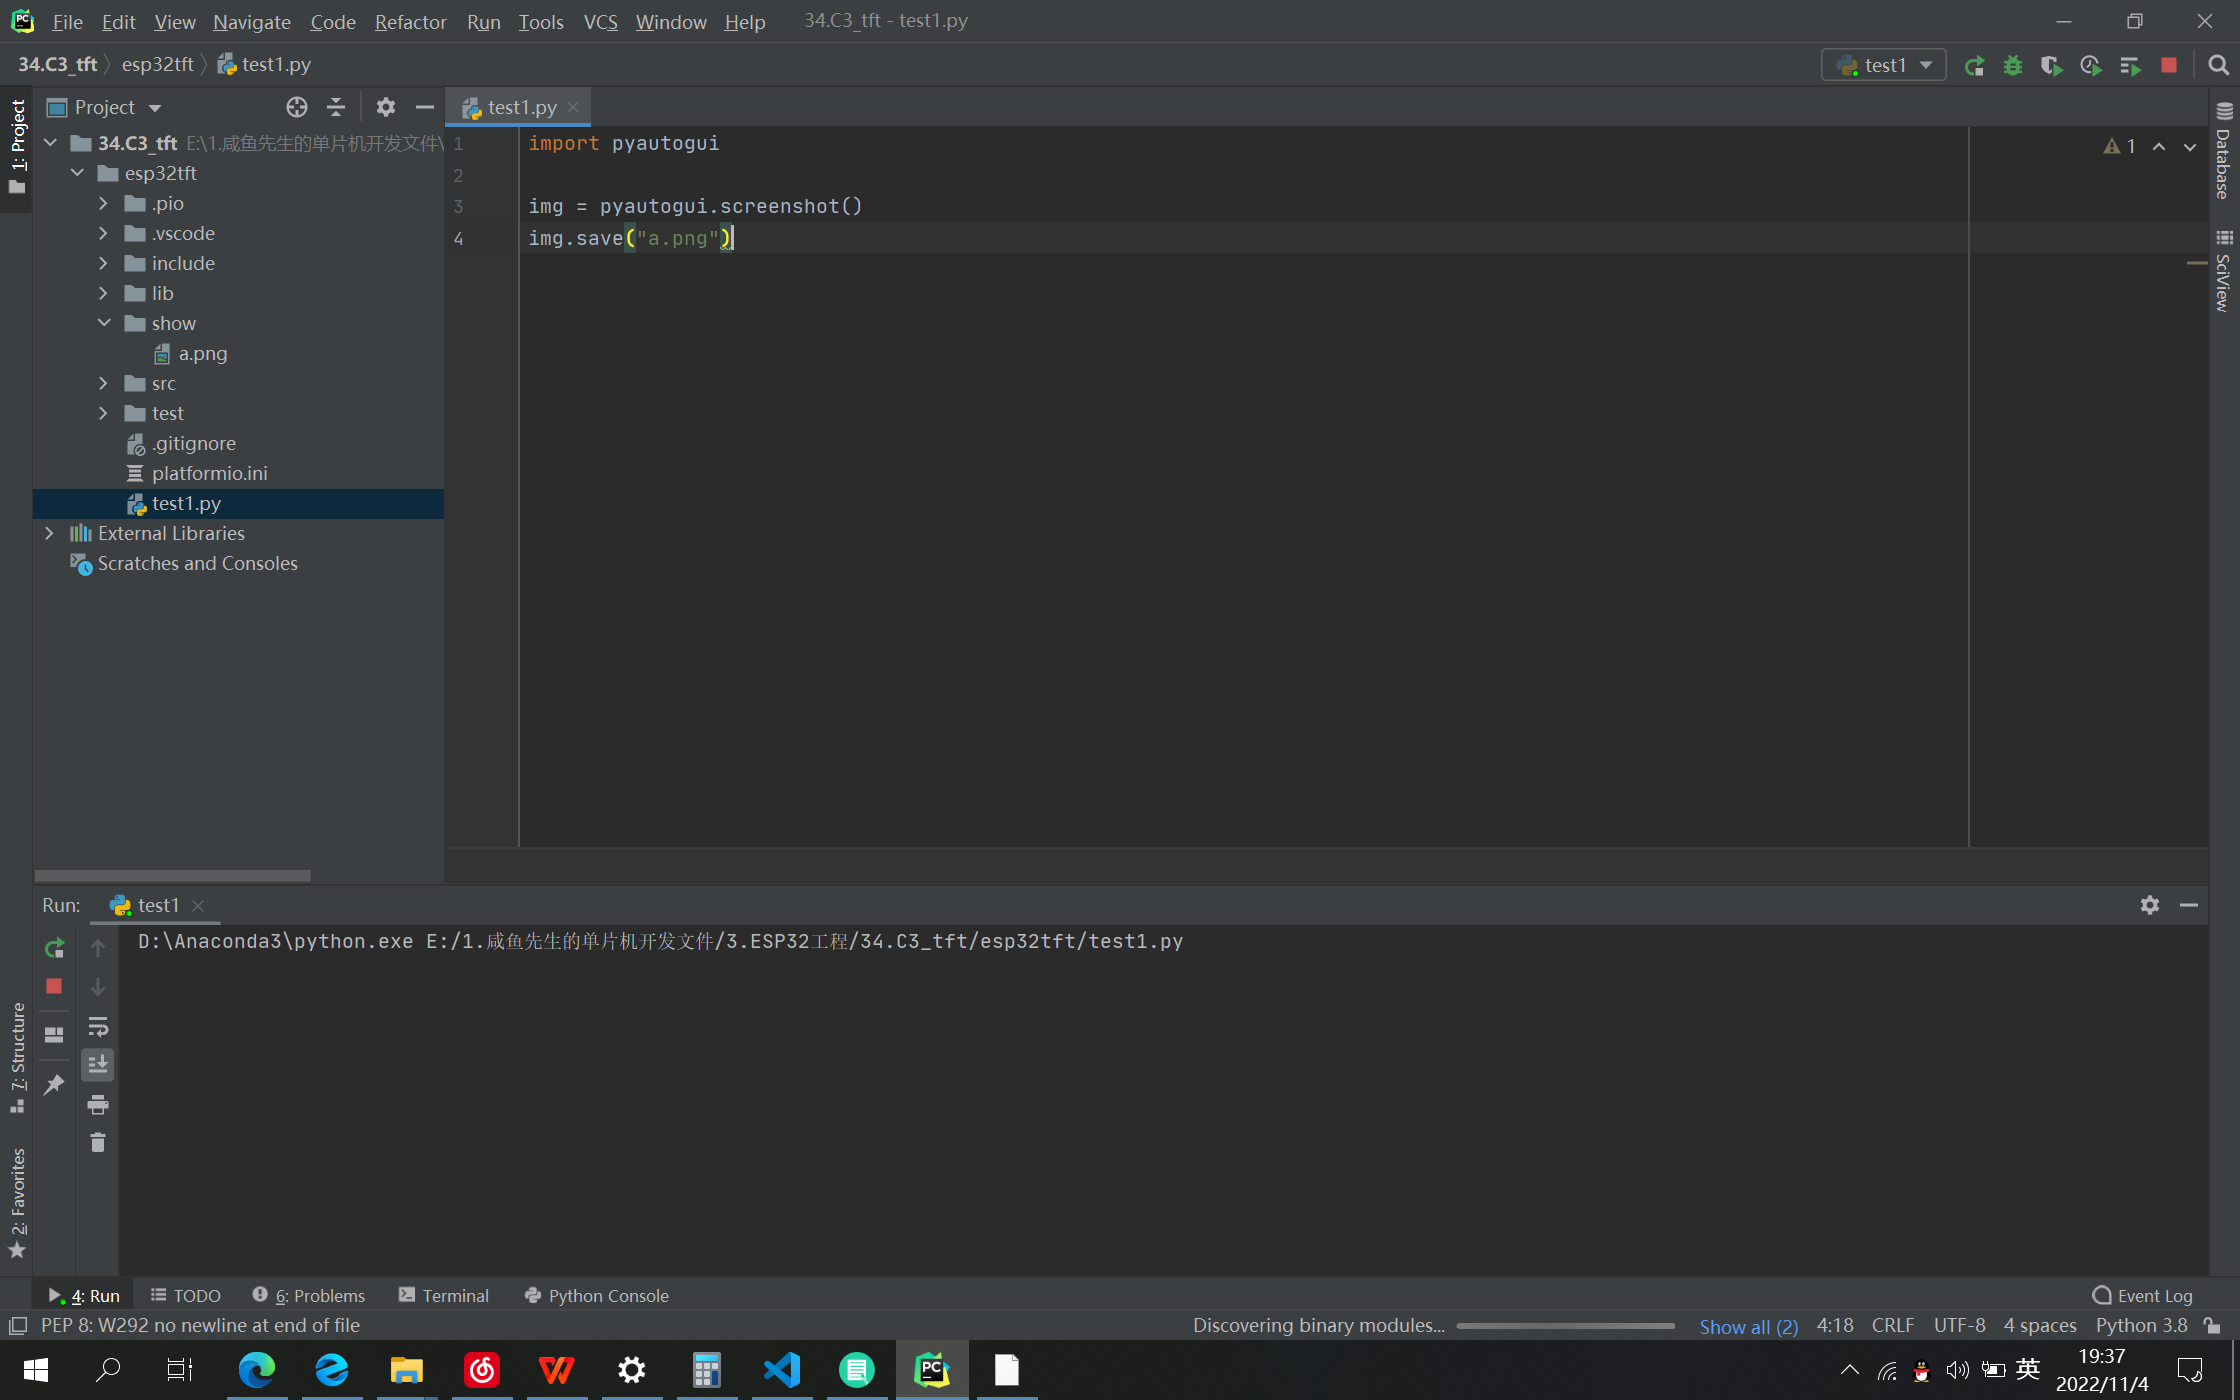 File Edit View Navigate Code Refactor Run Tools VCS Window Help 34.C3_tft - test1.py
34.C3_tft esp32tft test1.py
test1
1: Project
Project
test1.py
34.C3_tft E:\1.咸鱼先生的单片机开发文件\
esp32tft
.pio
.vscode
include
lib
show
a.png
src
test
.gitignore
platformio.ini
test1.py
External Libraries
Scratches and Consoles
1 import pyautogui
2
3 img = pyautogui.screenshot()
4 img.save("a.png")
1
Database
SciView
Run: test1
D:\Anaconda3\python.exe E:/1.咸鱼先生的单片机开发文件/3.ESP32工程/34.C3_tft/esp32tft/test1.py
7: Structure
2: Favorites
4: Run TODO 6: Problems Terminal Python Console Event Log
PEP 8: W292 no newline at end of file Discovering binary modules... Show all (2) 4:18 CRLF UTF-8 4 spaces Python 3.8
英
19:37
2022/11/4